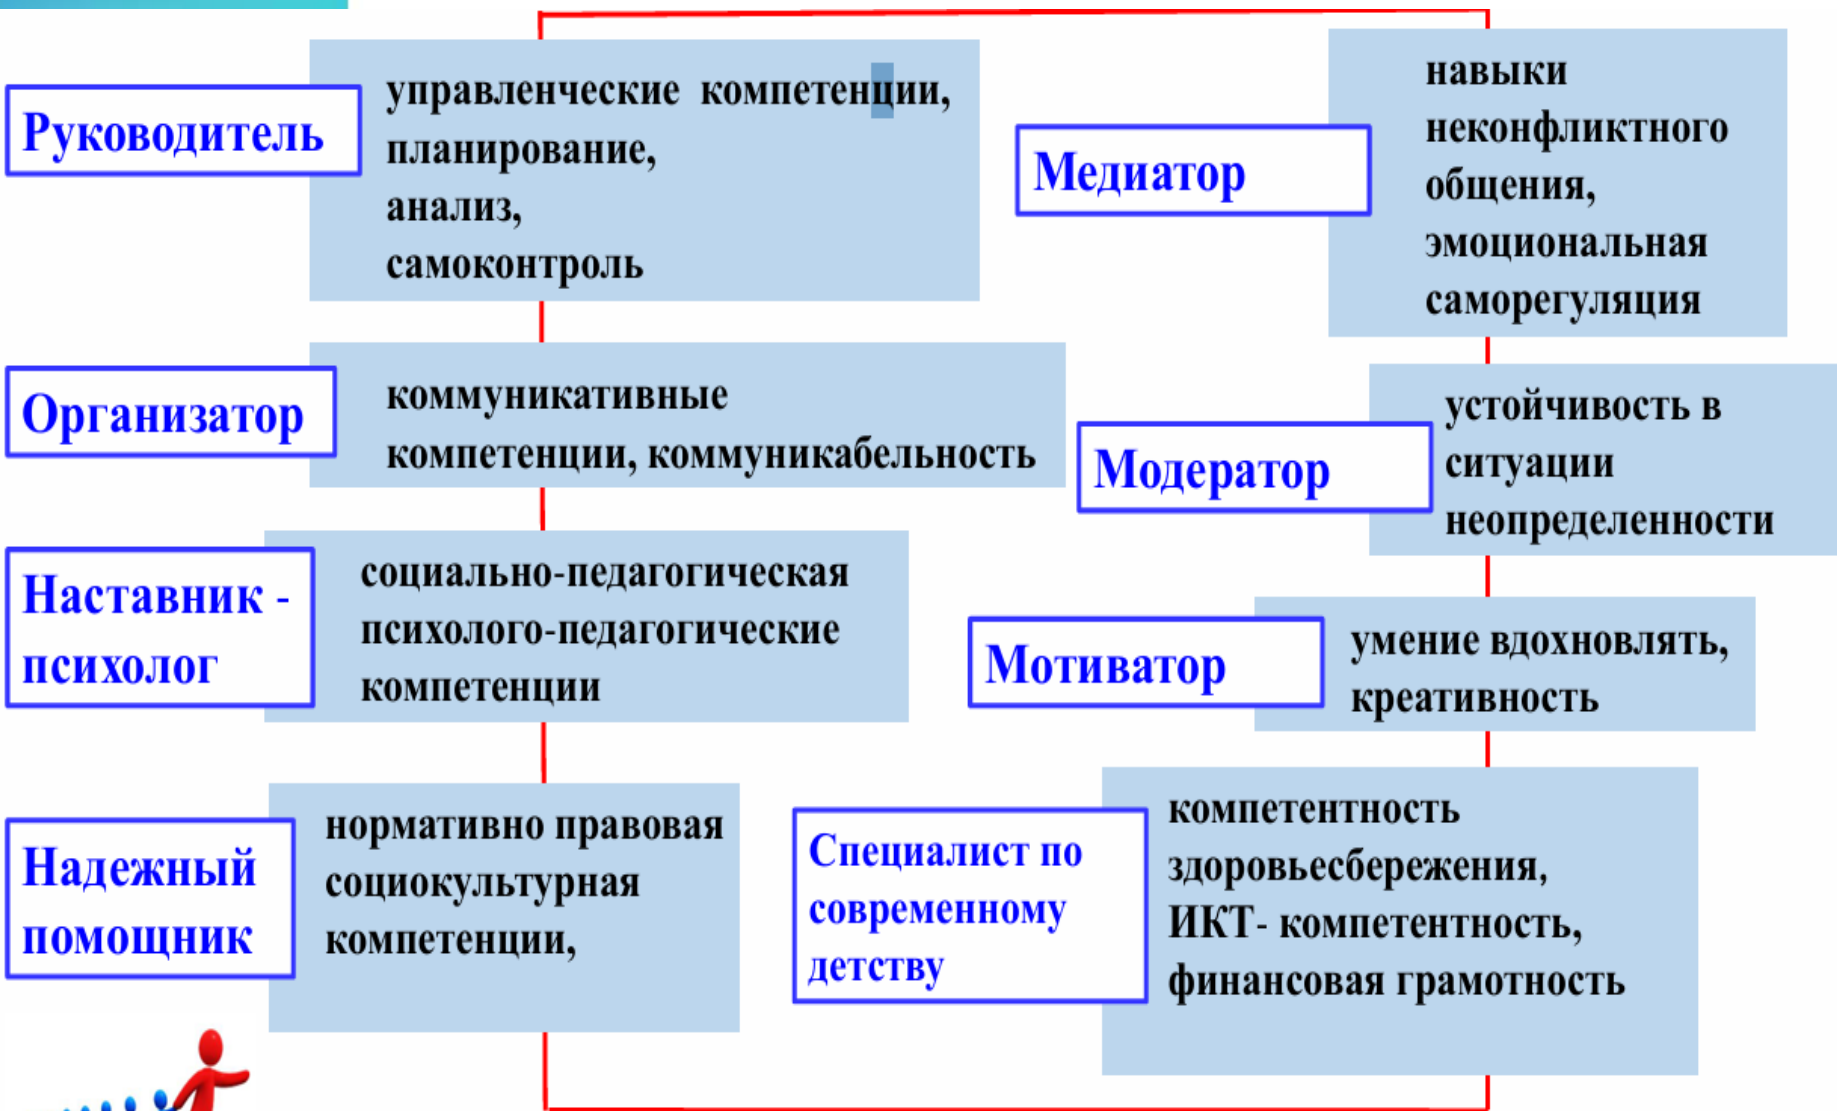 Руководитель
управленческие компетенции,
планирование,
анализ,
самоконтроль
Организатор
коммуникативные
компетенции, коммуникабельность
Наставник -
психолог
социально-педагогическая
психолого-педагогические
компетенции
Надежный
помощник
нормативно правовая
социокультурная
компетенции,
Медиатор
навыки
неконфликтного
общения,
эмоциональная
саморегуляция
Модератор
устойчивость в
ситуации
неопределенности
Мотиватор
умение вдохновлять,
креативность
Специалист по
современному
детству
компетентность
здоровьесбережения,
ИКТ- компетентность,
финансовая грамотность